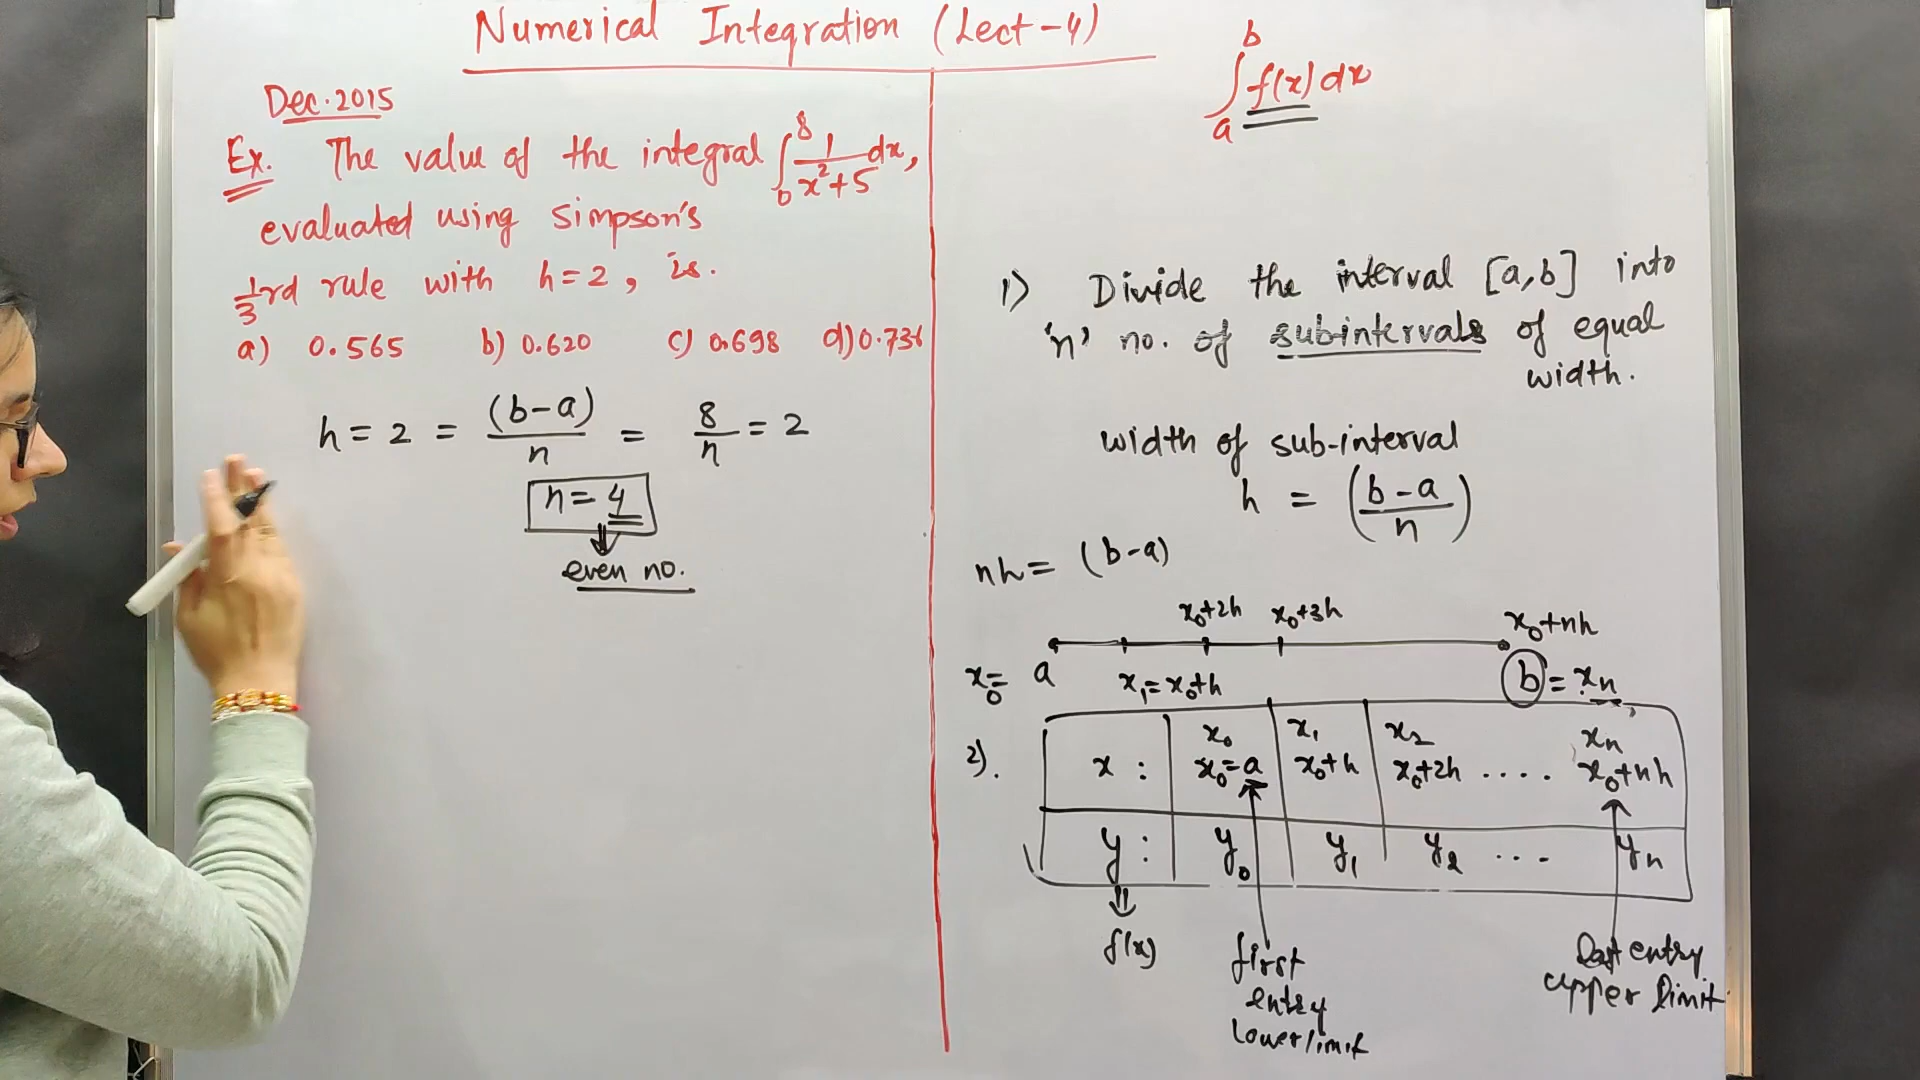 Numerical Integration (Lect-4)
Dec. 2015
Ex. The value of the integral ∫₀⁸ 1/(x²+5) dx,
evaluated using Simpson's
1/3rd rule with h=2, is.
a) 0.565 b) 0.620 c) 0.698 d) 0.736
h = 2 = (b-a)/n = 8/n = 2
n = 4
even no.
∫ₐᵇ f(x) dx
1) Divide the interval [a,b] into
'n' no. of subintervals of equal
width.
width of sub-interval
h = ((b-a)/n)
nh = (b-a)
x₀+2h x₀+3h x₀+nh
x₀= a x₁=x₀+h b = xₙ
2). x : x₀ x₁ x₂ xₙ
x₀=a x₀+h x₀+2h .... x₀+nh
y : y₀ y₁ y₂ ... yₙ
f(x)
first
entry
lower limit
Last entry
upper limit